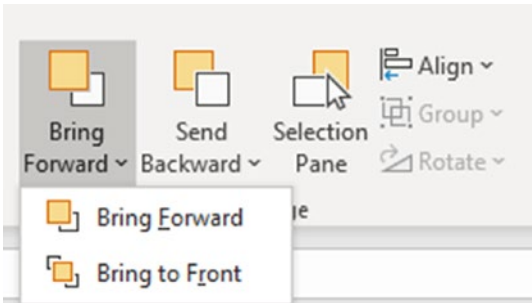 Bring
Forward
Send
Backward
Selection
Pane
Align
Group
Rotate
Bring Forward
Bring to Front